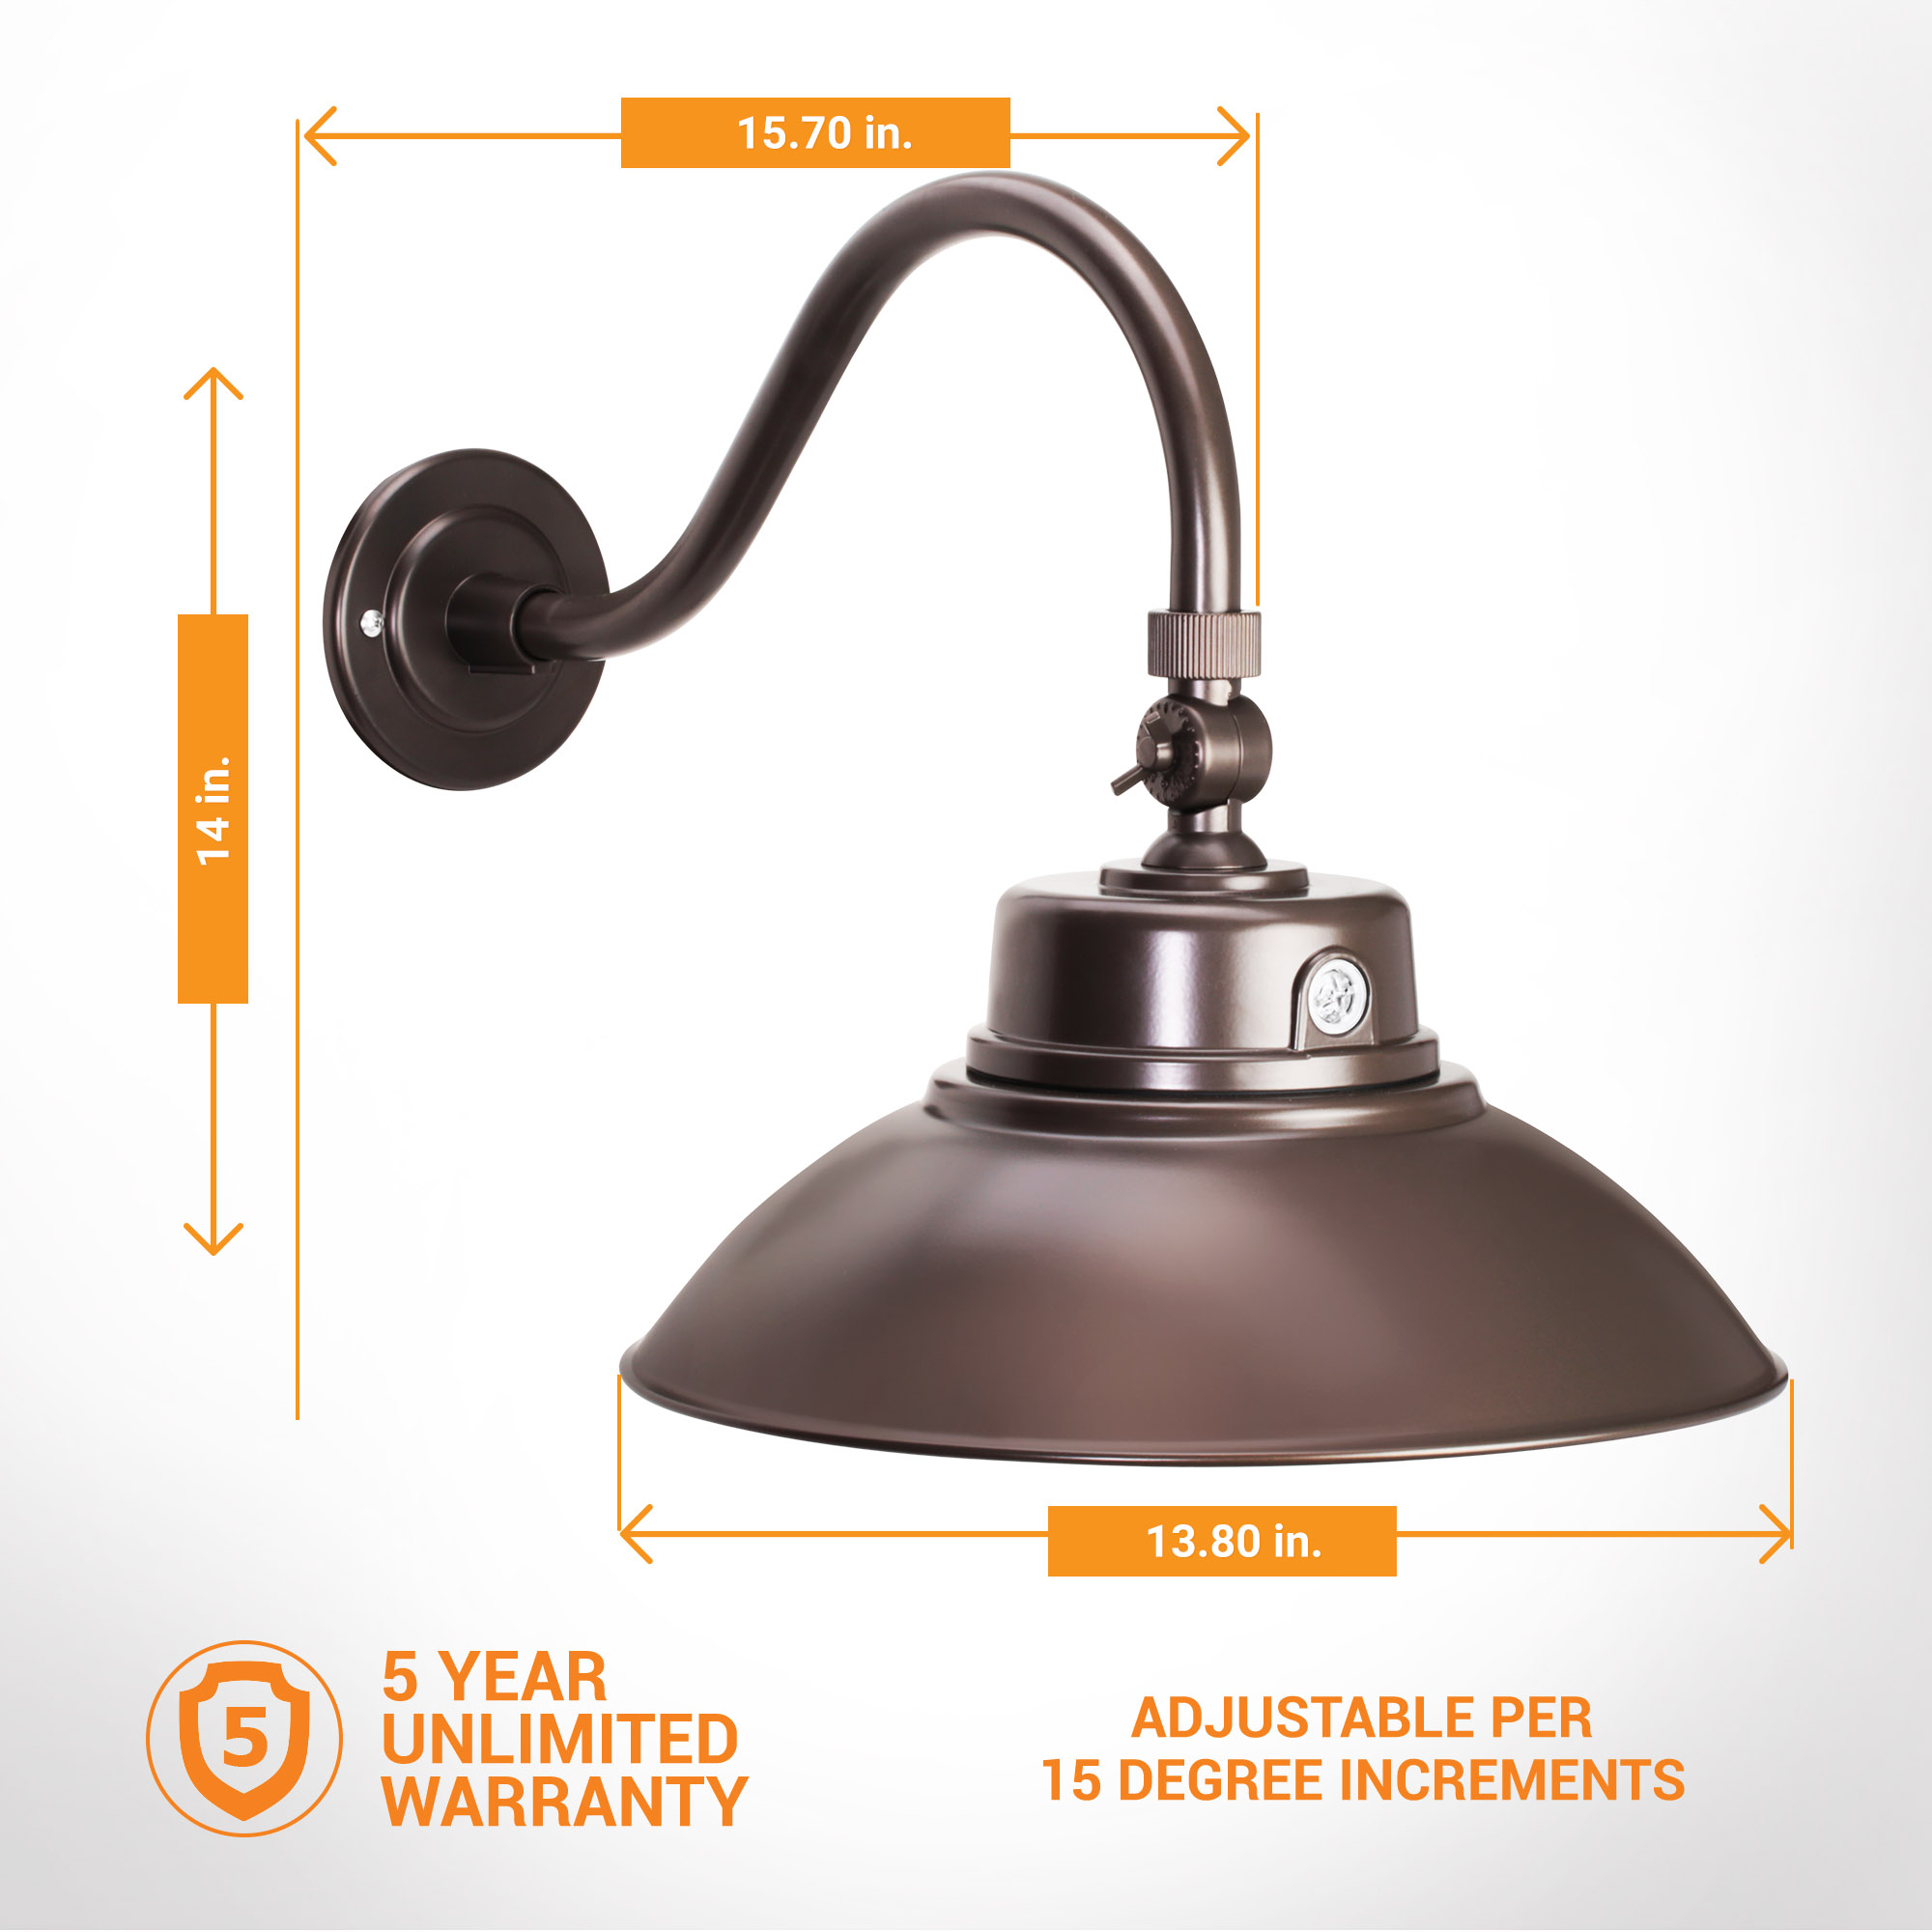 15.70 in.
14 in.
13.80 in.
5
5 YEAR
UNLIMITED
WARRANTY
ADJUSTABLE PER
15 DEGREE INCREMENTS